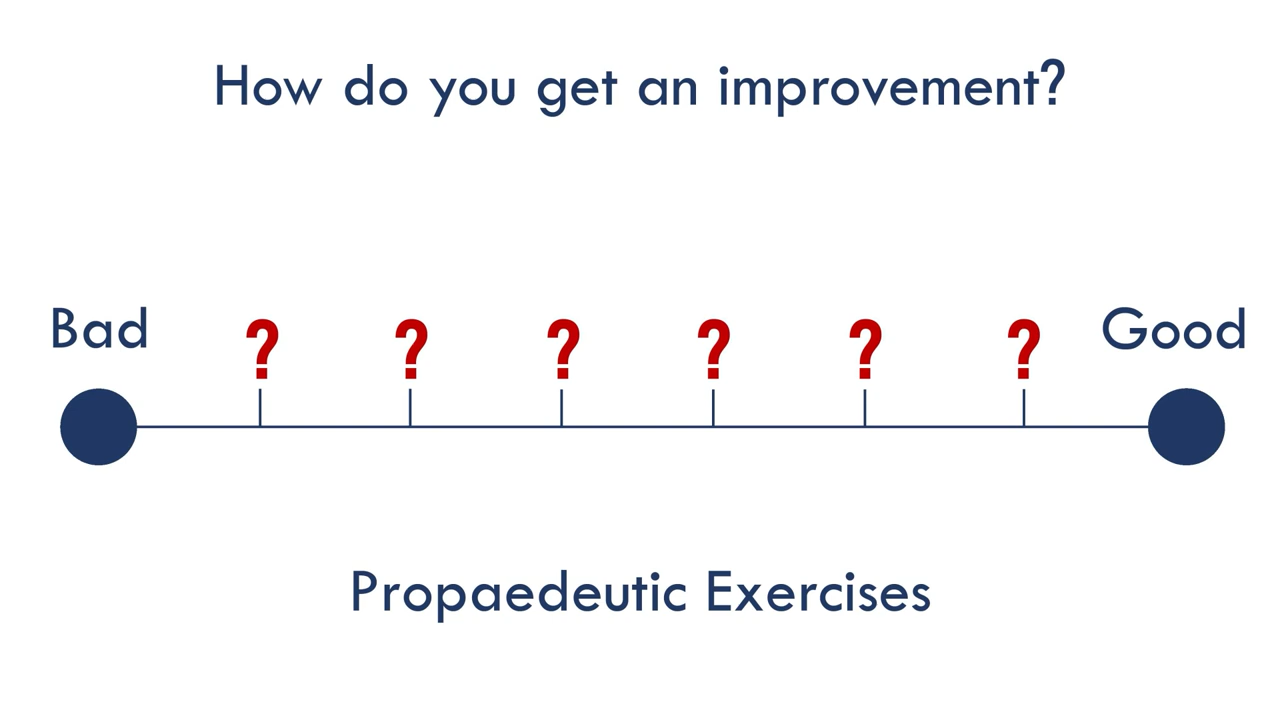 How do you get an improvement?
Bad ? ? ? ? ? ? Good
Propaedeutic Exercises